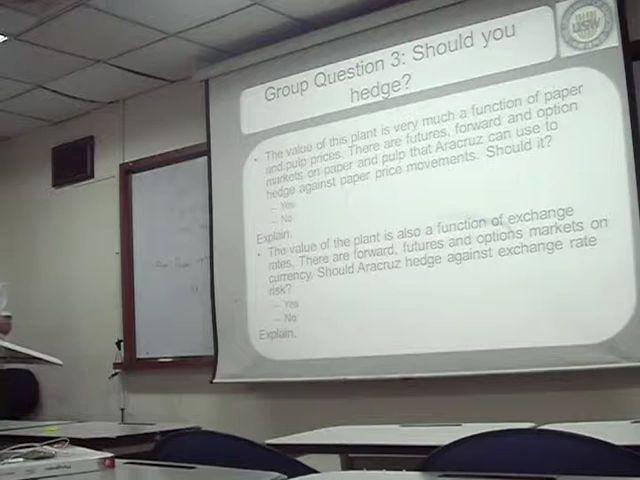 Group Question 3: Should you
hedge?
• The value of this plant is very much a function of paper
and pulp prices. There are futures, forward and option
markets on paper and pulp that Aracruz can use to
hedge against paper price movements. Should it?
– Yes
– No
Explain.
• The value of the plant is also a function of exchange
rates. There are forward, futures and options markets on
currency. Should Aracruz hedge against exchange rate
risk?
– Yes
– No
Explain.